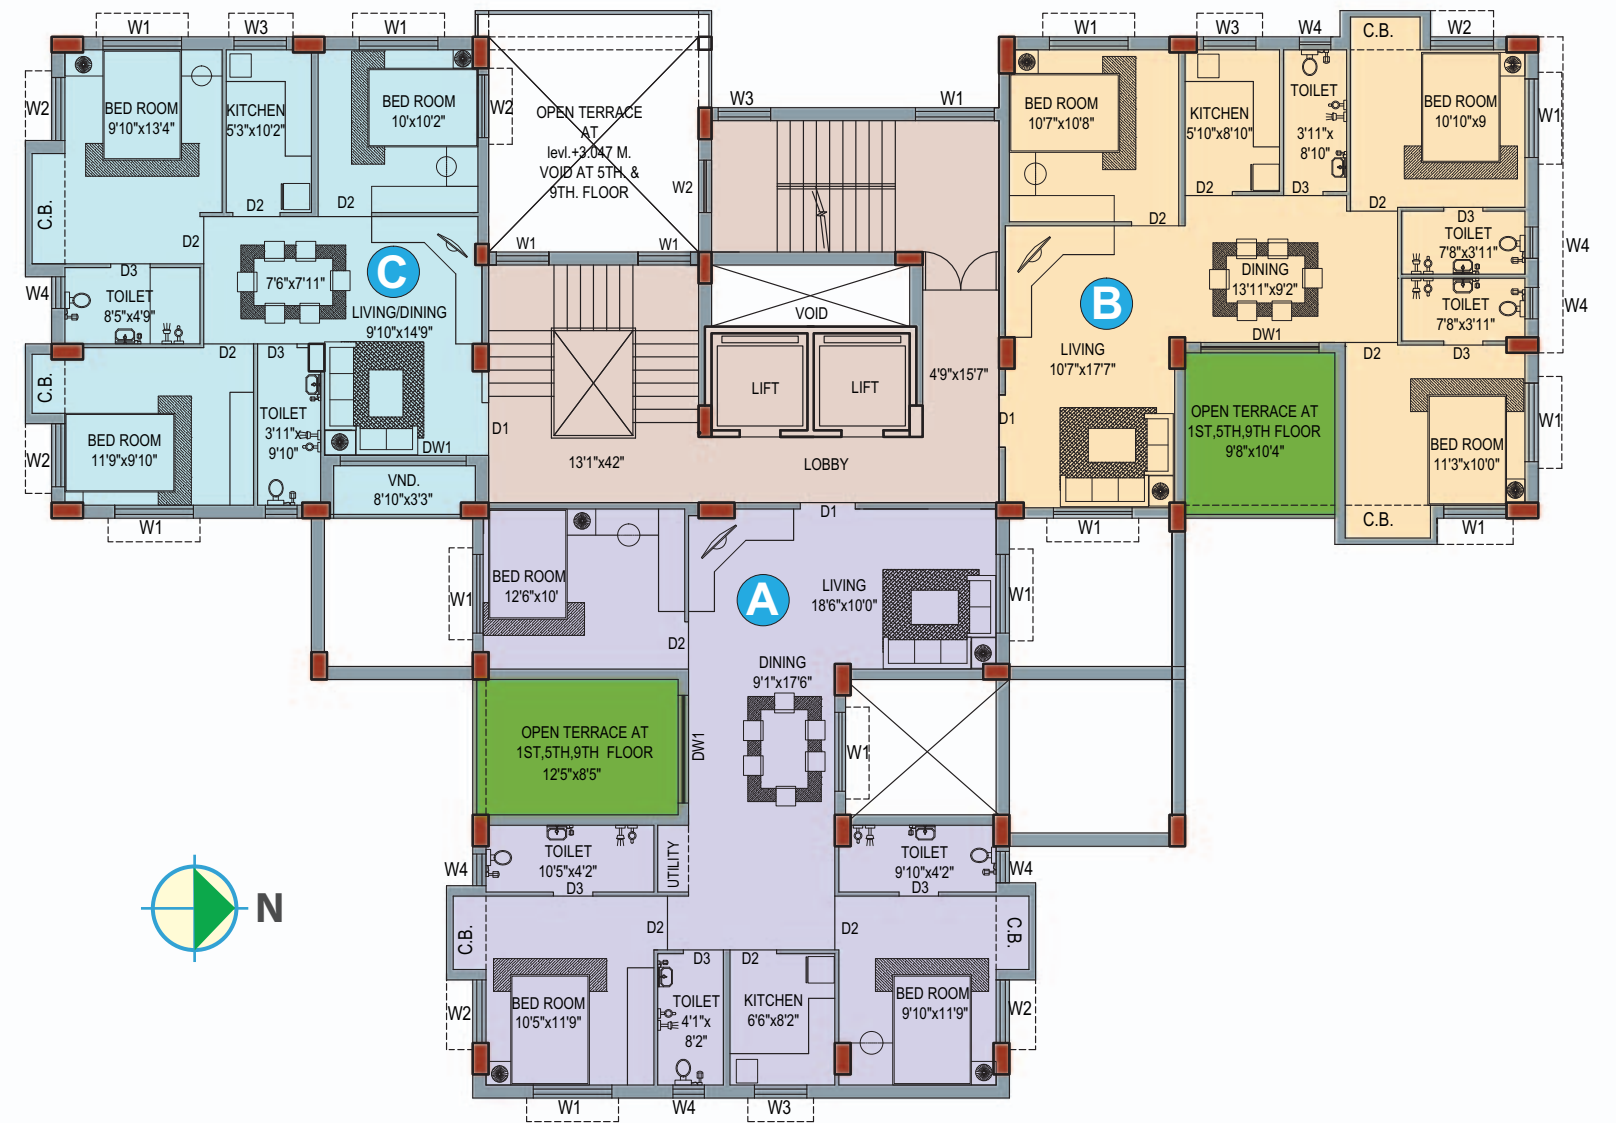 W1
W3
W1
W1
W3
W4
C.B.
W2
W2
BED ROOM
9'10"x13'4"
KITCHEN
5'3"x10'2"
BED ROOM
10'x10'2"
W2
OPEN TERRACE
AT
levl.+3.047 M.
VOID AT 5TH. &
9TH. FLOOR
W3
W1
W2
BED ROOM
10'7"x10'8"
KITCHEN
5'10"x8'10"
TOILET
3'11"x
8'10"
BED ROOM
10'10"x9
W1
C.B.
D2
D2
D2
D2
D3
D2
D2
D2
W1
W1
D3
TOILET
7'8"x3'11"
W4
D3
W4
TOILET
8'5"x4'9"
7'6"x7'11"
C
LIVING/DINING
9'10"x14'9"
VOID
B
DINING
13'11"x9'2"
DW1
TOILET
7'8"x3'11"
W4
D2
D3
C.B.
D2
D3
LIFT
LIFT
4'9"x15'7"
LIVING
10'7"x17'7"
TOILET
3'11"x
9'10"
BED ROOM
11'9"x9'10"
W2
DW1
D1
13'1"x42"
LOBBY
D1
OPEN TERRACE AT
1ST,5TH,9TH FLOOR
9'8"x10'4"
BED ROOM
11'3"x10'0"
W1
VND.
8'10"x3'3"
W1
D1
W1
C.B.
W1
BED ROOM
12'6"x10'
W1
A
LIVING
18'6"x10'0"
W1
D2
DINING
9'1"x17'6"
OPEN TERRACE AT
1ST,5TH,9TH FLOOR
12'5"x8'5"
DW1
W1
W4
TOILET
10'5"x4'2"
D3
UTILITY
TOILET
9'10"x4'2"
D3
W4
N
C.B.
D2
D2
C.B.
D3
D2
W2
BED ROOM
10'5"x11'9"
TOILET
4'1"x
8'2"
KITCHEN
6'6"x8'2"
BED ROOM
9'10"x11'9"
W2
W1
W4
W3